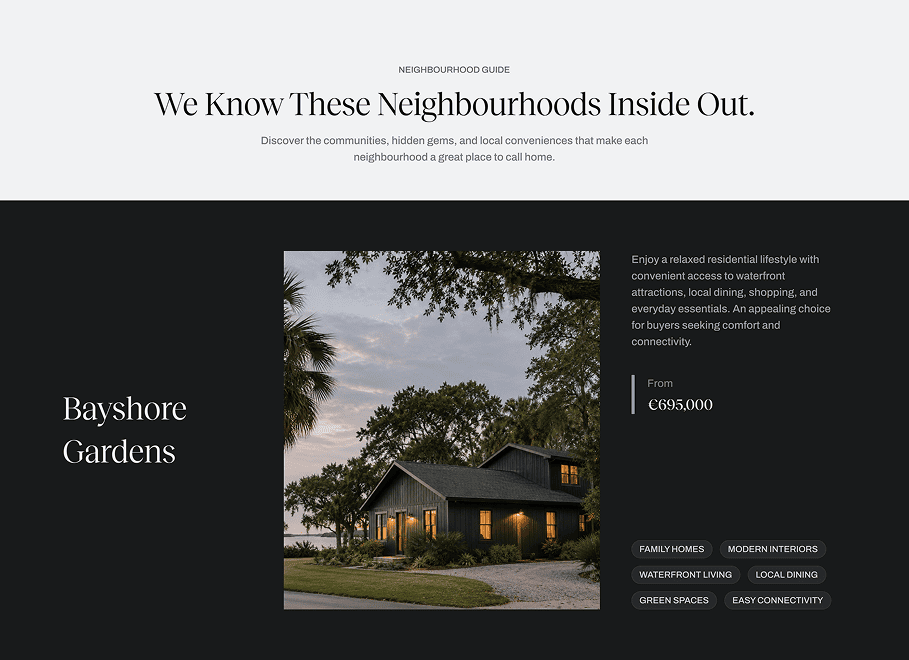 NEIGHBOURHOOD GUIDE
We Know These Neighbourhoods Inside Out.
Discover the communities, hidden gems, and local conveniences that make each
neighbourhood a great place to call home.
Bayshore
Gardens
Enjoy a relaxed residential lifestyle with
convenient access to waterfront
attractions, local dining, shopping, and
everyday essentials. An appealing choice
for buyers seeking comfort and
connectivity.
From
€695,000
FAMILY HOMES
MODERN INTERIORS
WATERFRONT LIVING
LOCAL DINING
GREEN SPACES
EASY CONNECTIVITY